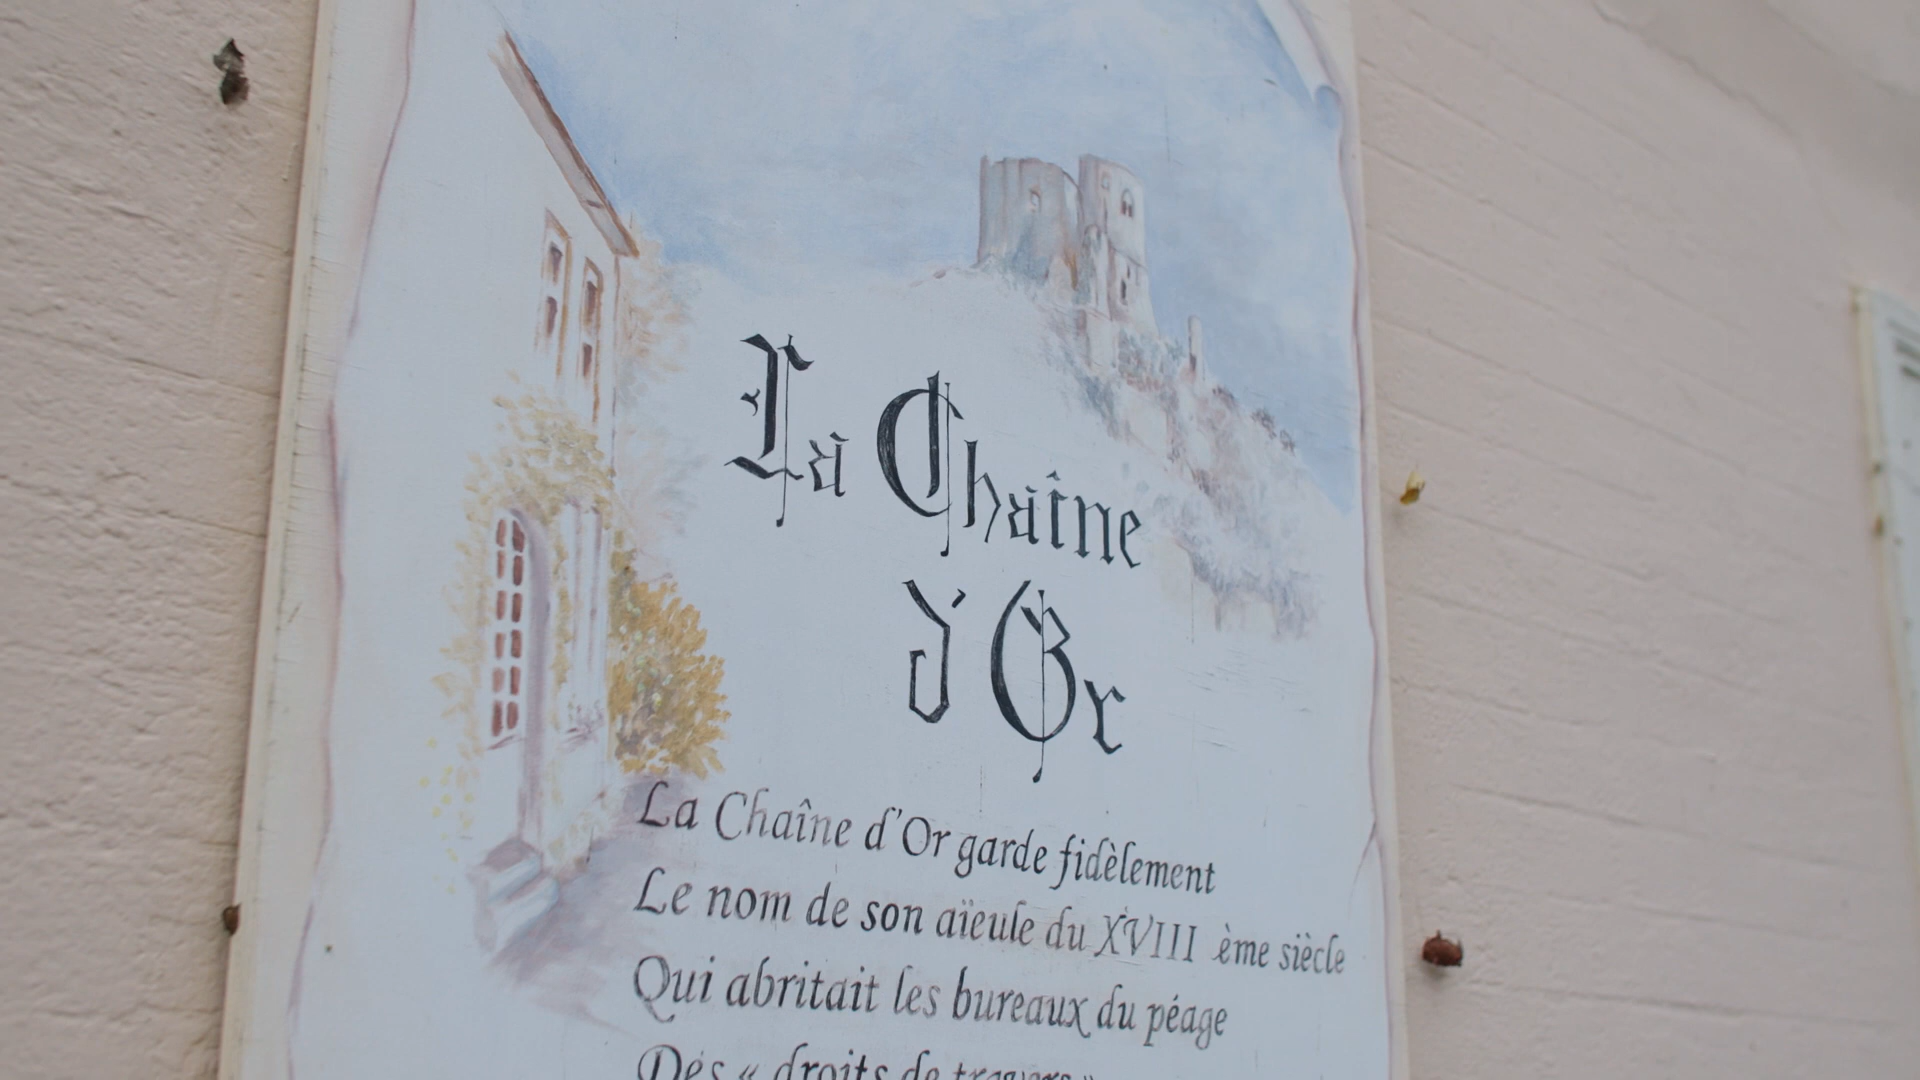 La Chaîne
d'Or
La Chaîne d'Or garde fidèlement
Le nom de son aïeule du XVIII ème siècle
Qui abritait les bureaux du péage
Des « droits de travers »